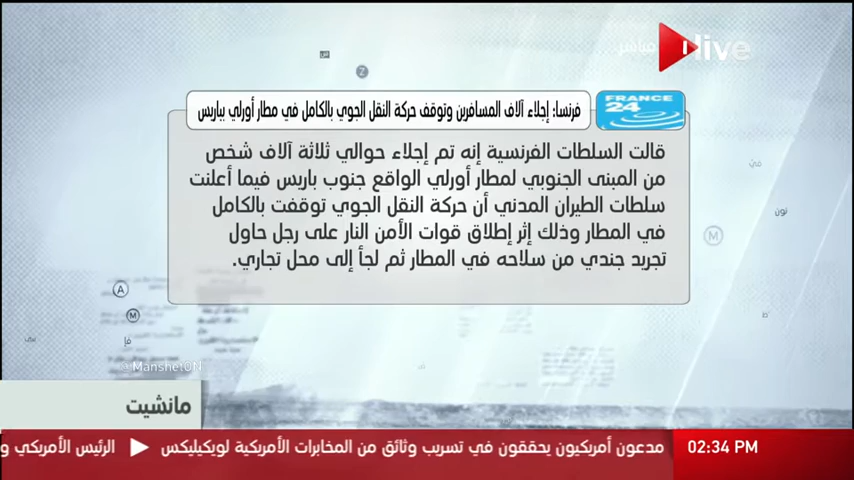 مباشر
live
فرنسا: إجلاء آلاف المسافرين وتوقف حركة النقل الجوي بالكامل في مطار أورلي بباريس
FRANCE 24
قالت السلطات الفرنسية إنه تم إجلاء حوالي ثلاثة آلاف شخص
من المبنى الجنوبي لمطار أورلي الواقع جنوب باريس فيما أعلنت
سلطات الطيران المدني أن حركة النقل الجوي توقفت بالكامل
في المطار وذلك إثر إطلاق قوات الأمن النار على رجل حاول
تجريد جندي من سلاحه في المطار ثم لجأ إلى محل تجاري.
Z
نون
M
A
M
@ManshetON
مانشيت
02:34 PM
مدعون أمريكيون يحققون في تسريب وثائق من المخابرات الأمريكية لويكيليكس
الرئيس الأمريكي و